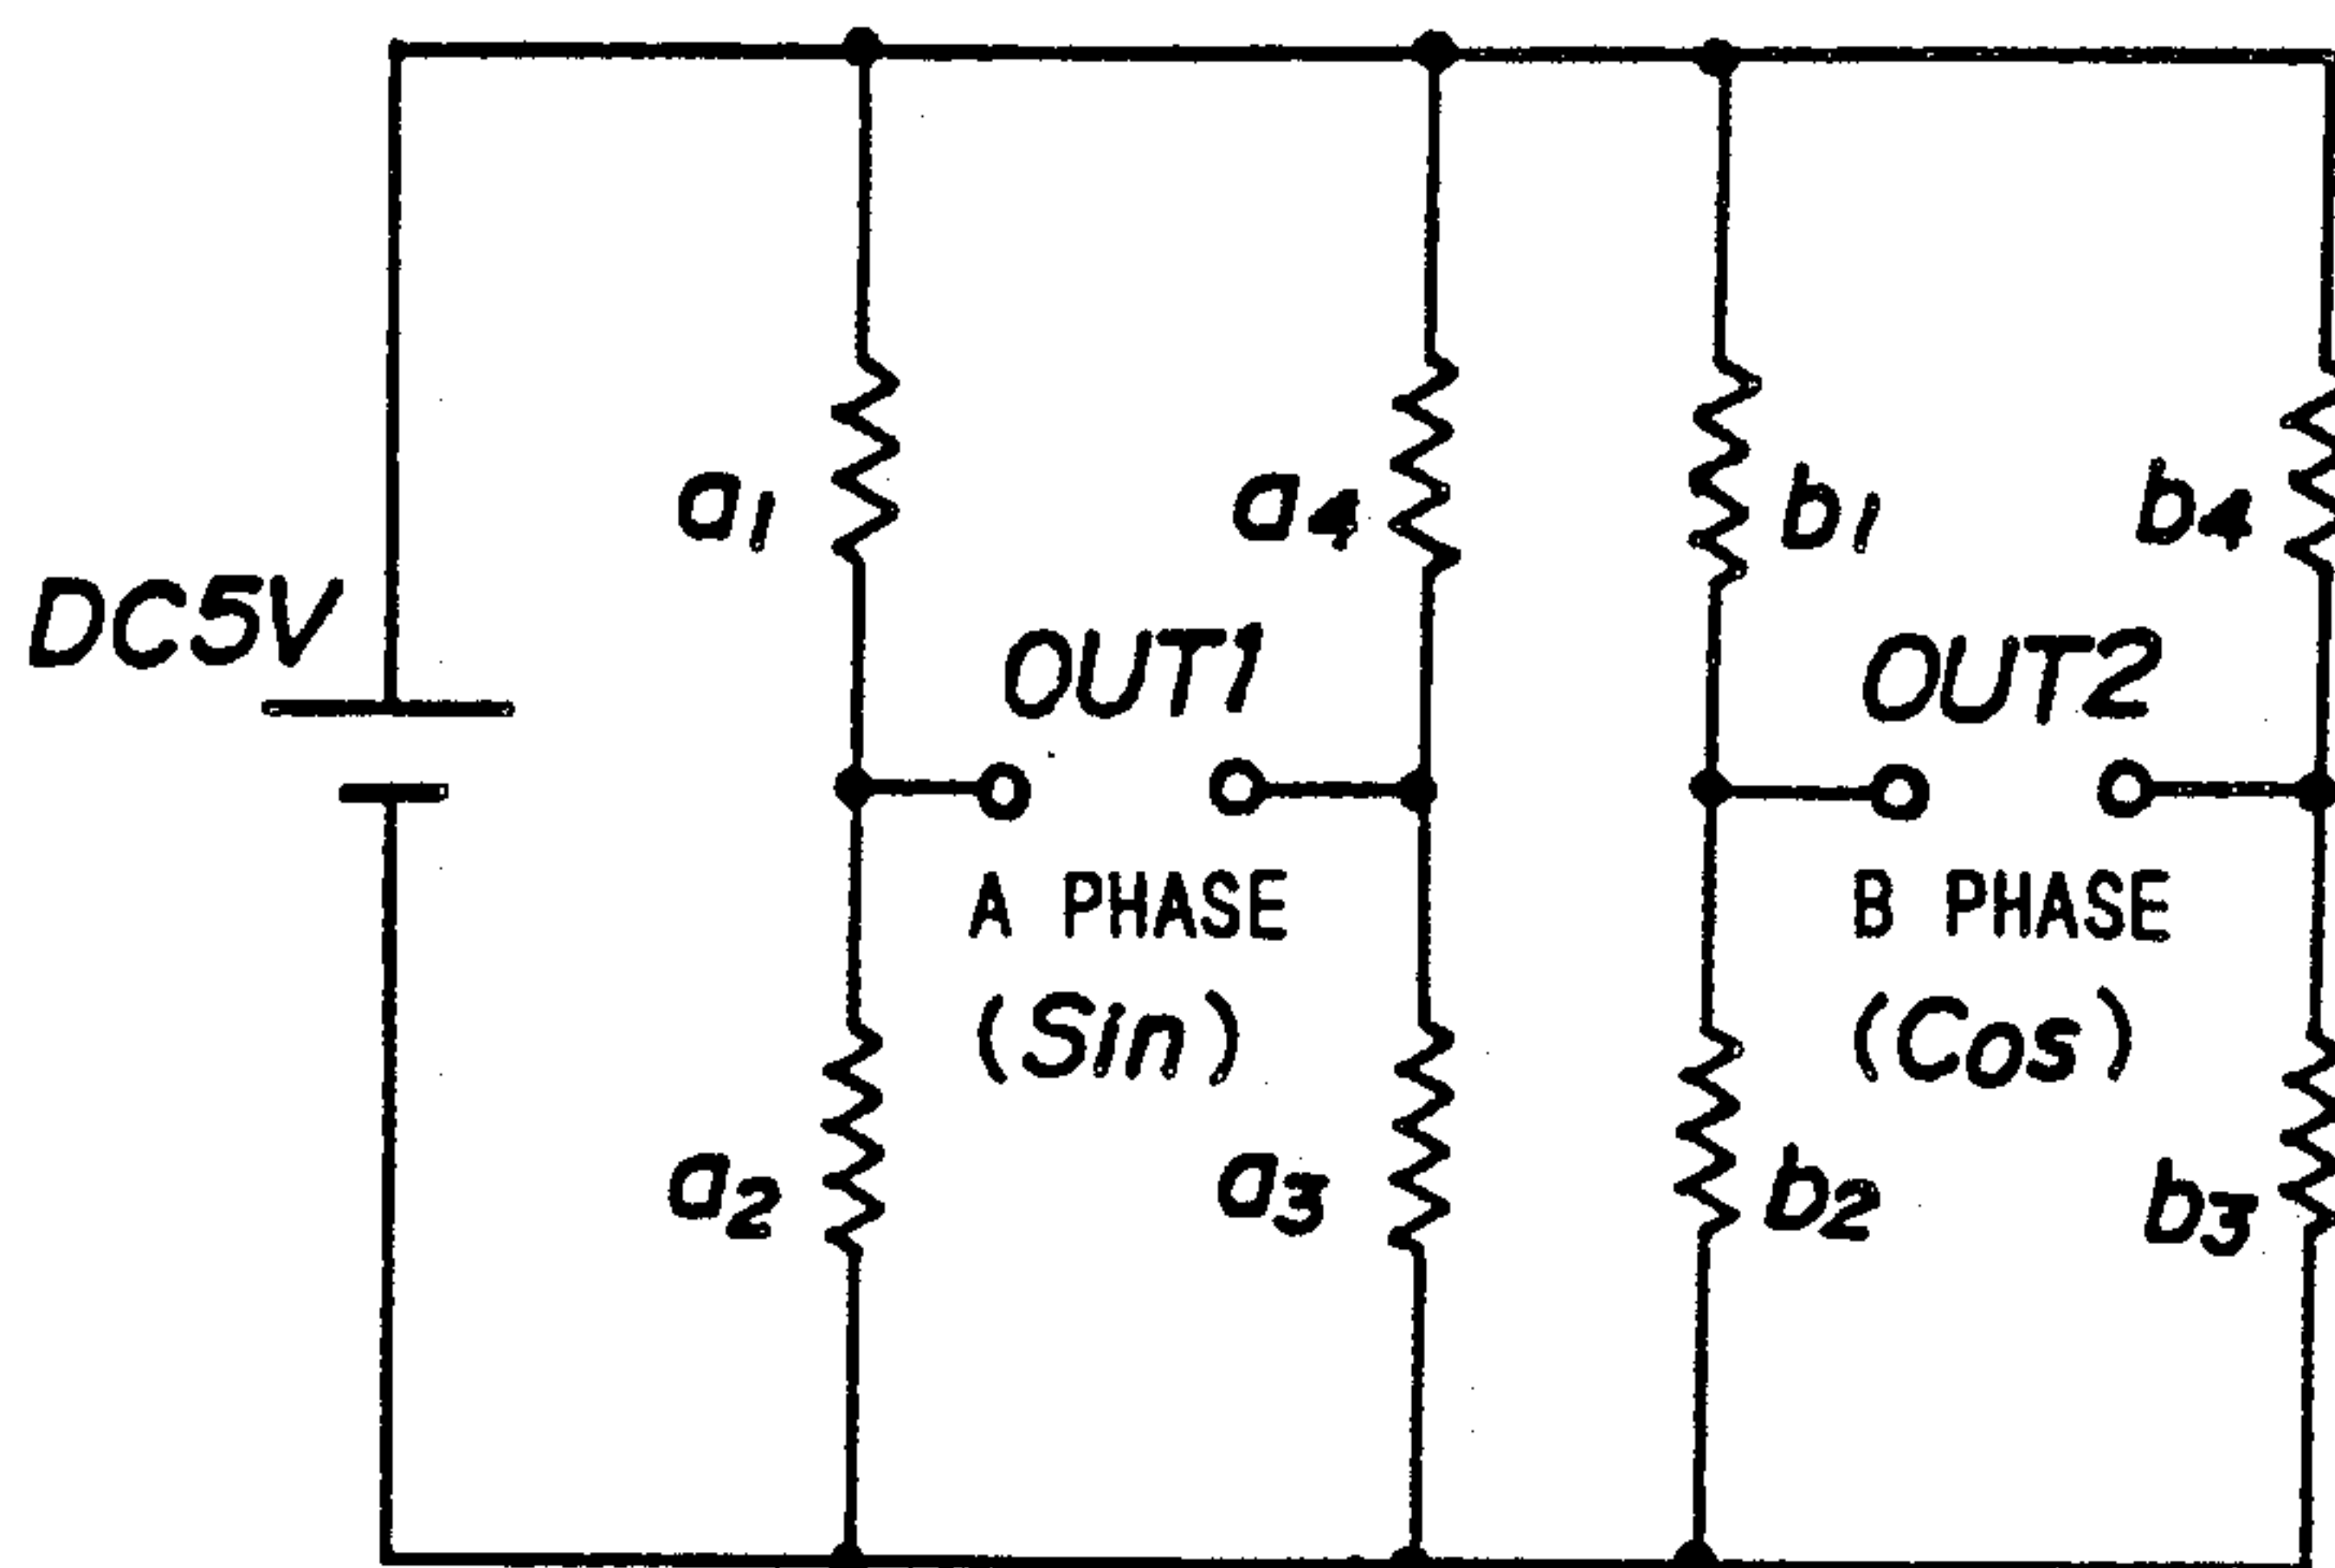 a1
a4
b1
b4
DC5V
OUT1
OUT2
A PHASE
B PHASE
(Sin)
(Cos)
a2
a3
b2
b3